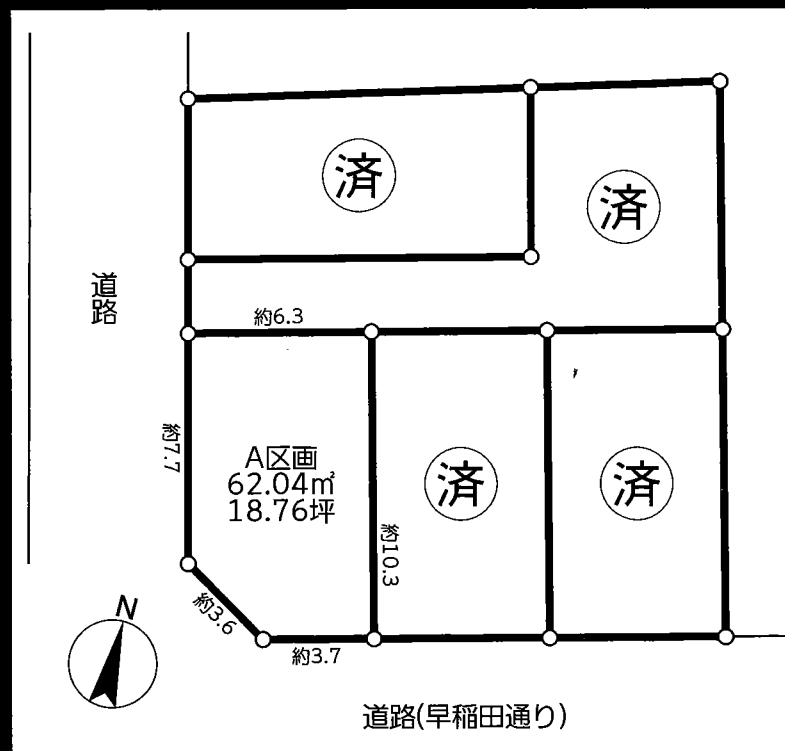 済
済
道路
約6.3
約7.7
A区画
62.04㎡
18.76坪
済
済
約10.3
約3.6
約3.7
N
道路(早稲田通り)